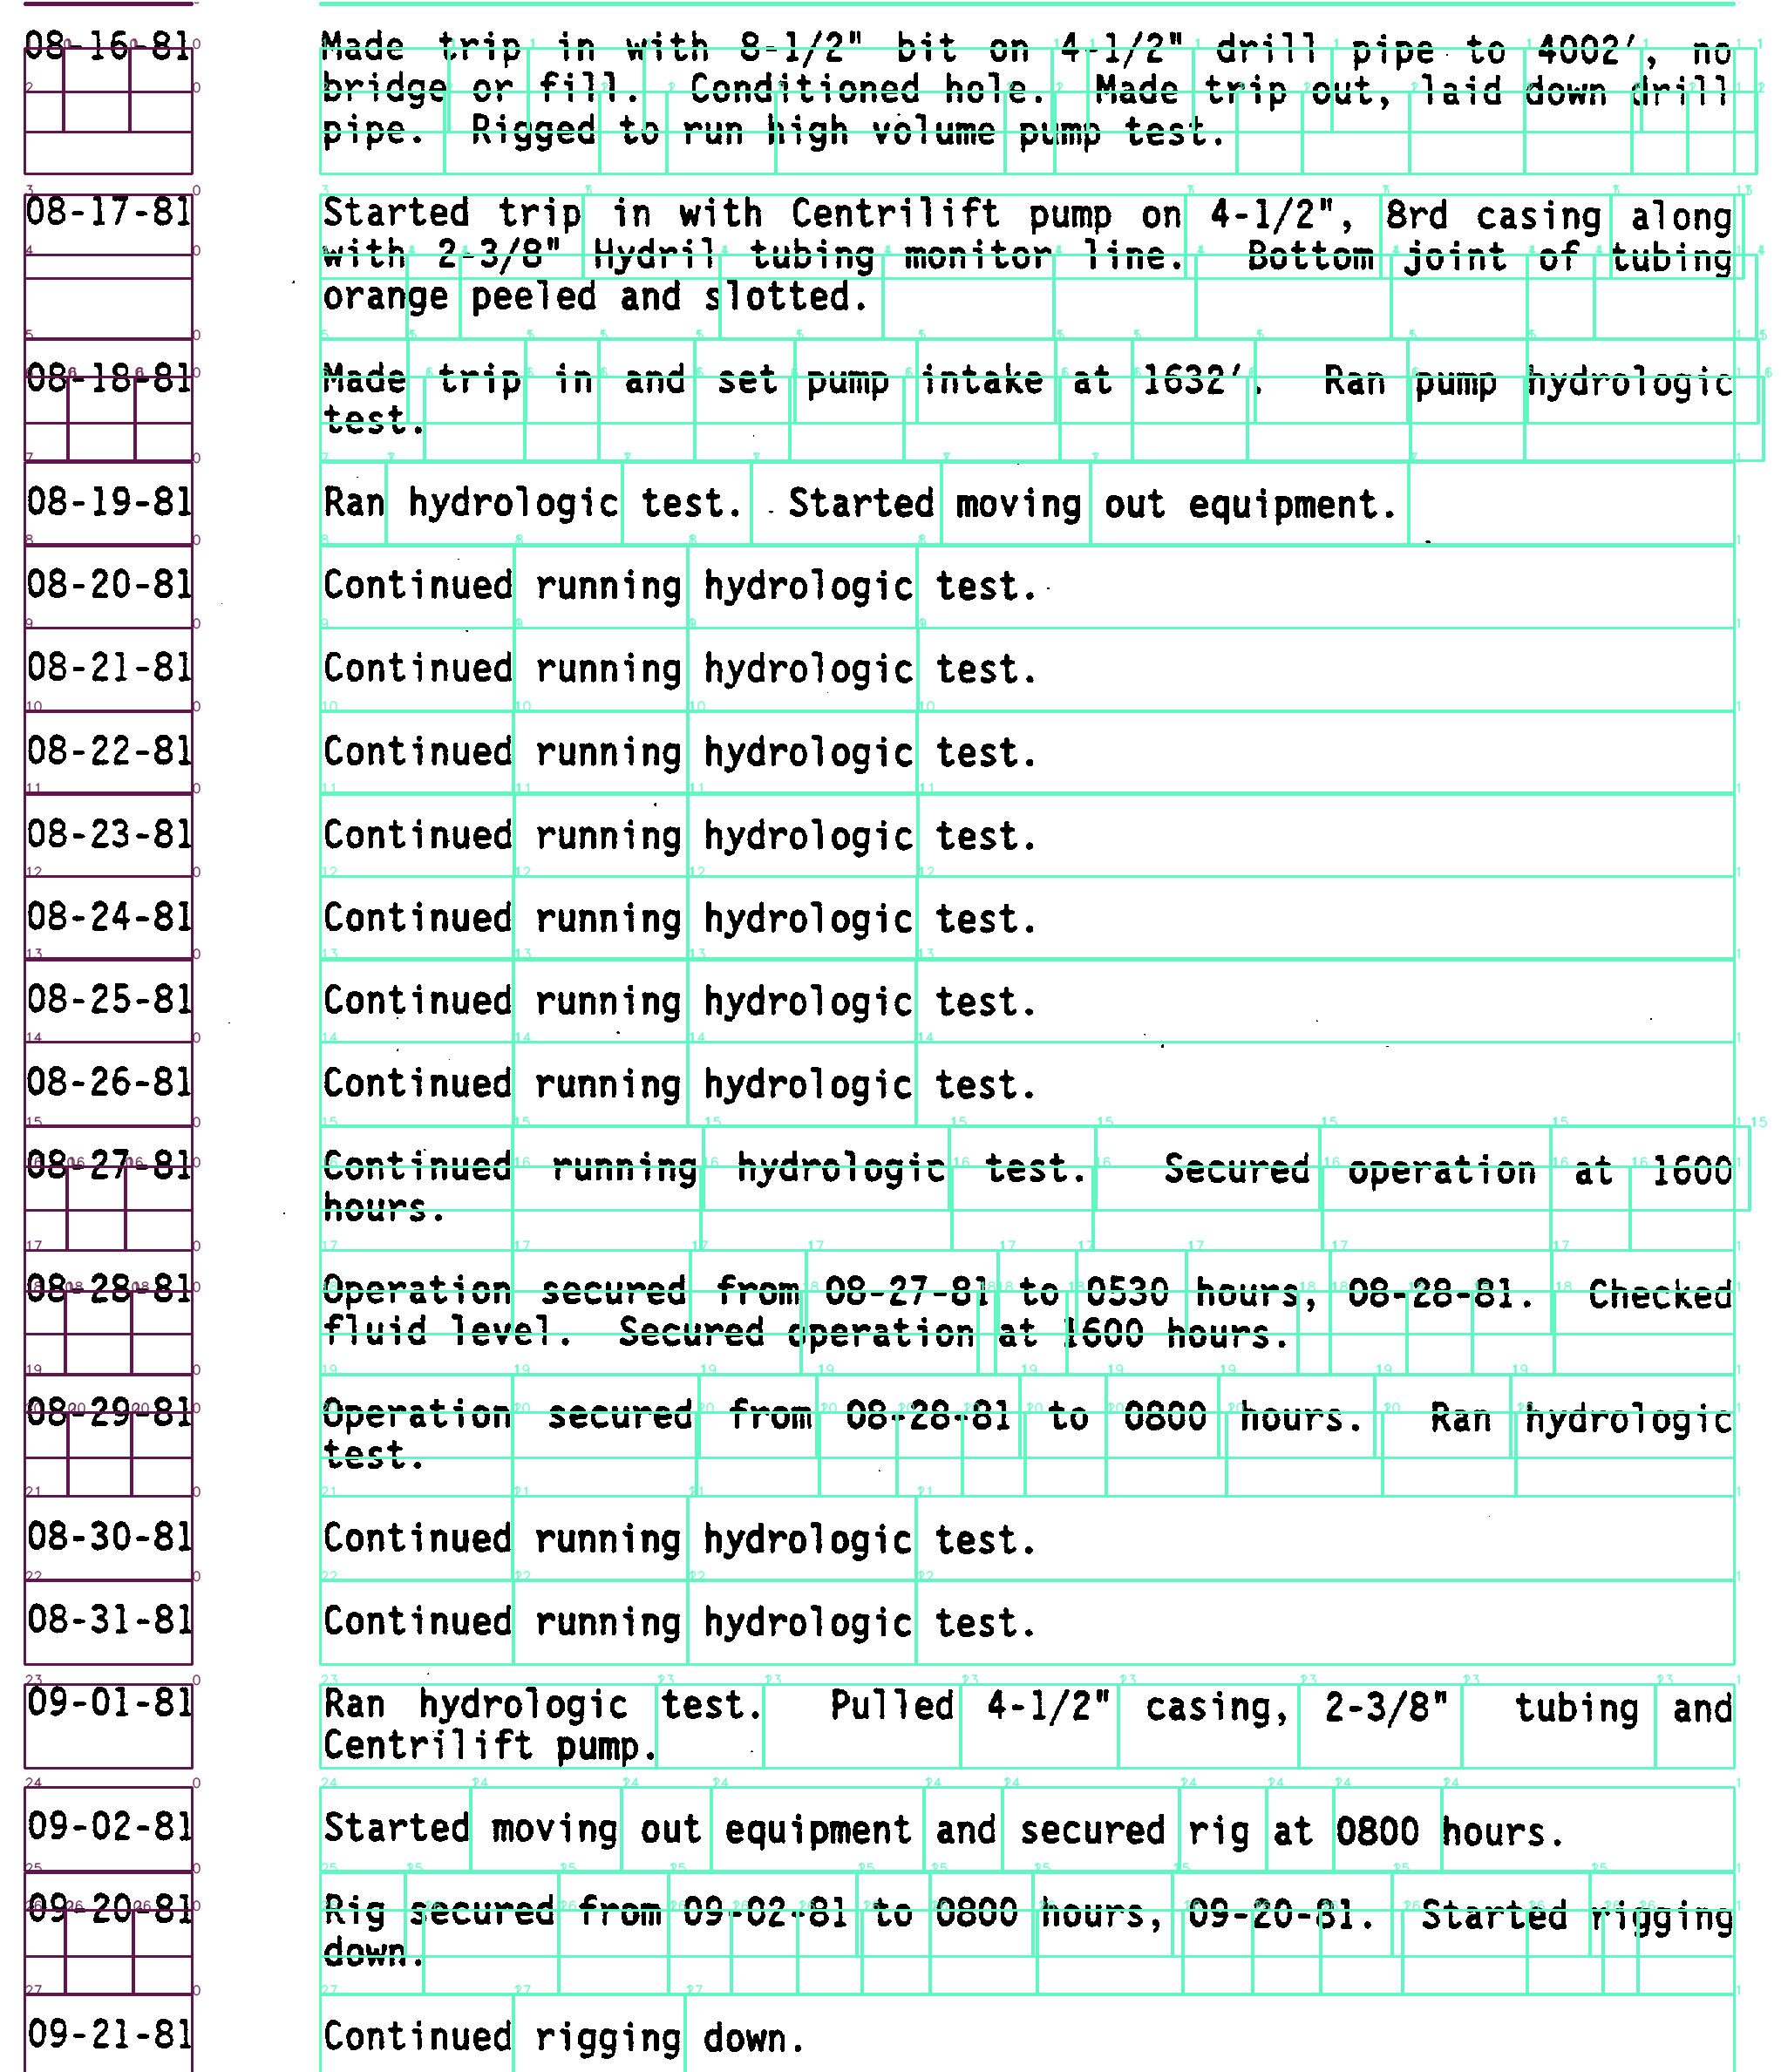 08-16-81 Made trip in with 8-1/2" bit on 4-1/2" drill pipe to 4002', no
bridge or fill. Conditioned hole. Made trip out, laid down drill
pipe. Rigged to run high volume pump test.
08-17-81 Started trip in with Centrilift pump on 4-1/2", 8rd casing along
with 2-3/8" Hydril tubing monitor line. Bottom joint of tubing
orange peeled and slotted.
08-18-81 Made trip in and set pump intake at 1632'. Ran pump hydrologic
test.
08-19-81 Ran hydrologic test. Started moving out equipment.
08-20-81 Continued running hydrologic test.
08-21-81 Continued running hydrologic test.
08-22-81 Continued running hydrologic test.
08-23-81 Continued running hydrologic test.
08-24-81 Continued running hydrologic test.
08-25-81 Continued running hydrologic test.
08-26-81 Continued running hydrologic test.
08-27-81 Continued running hydrologic test. Secured operation at 1600
hours.
08-28-81 Operation secured from 08-27-81 to 0530 hours, 08-28-81. Checked
fluid level. Secured operation at 1600 hours.
08-29-81 Operation secured from 08-28-81 to 0800 hours. Ran hydrologic
test.
08-30-81 Continued running hydrologic test.
08-31-81 Continued running hydrologic test.
09-01-81 Ran hydrologic test. Pulled 4-1/2" casing, 2-3/8" tubing and
Centrilift pump.
09-02-81 Started moving out equipment and secured rig at 0800 hours.
09-20-81 Rig secured from 09-02-81 to 0800 hours, 09-20-81. Started rigging
down.
09-21-81 Continued rigging down.